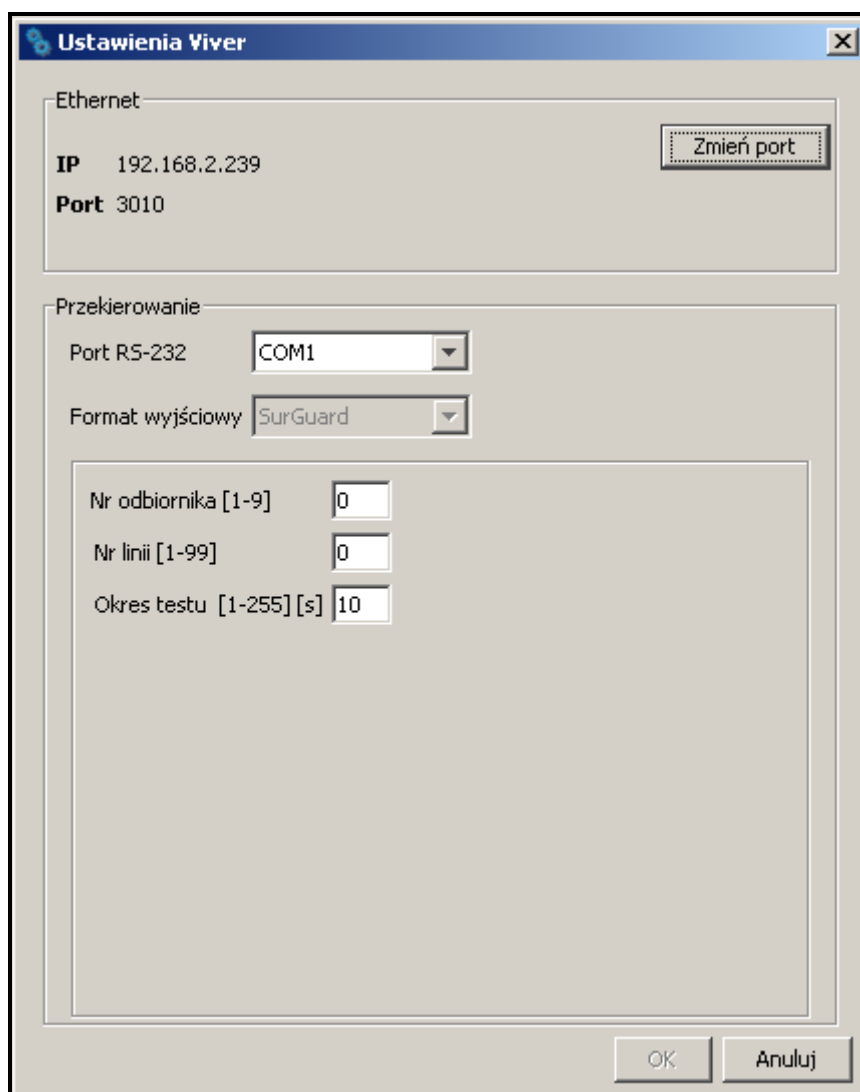 Ustawienia Viver
Ethernet
Zmień port
IP 192.168.2.239
Port 3010
Przekierowanie
Port RS-232 COM1
Format wyjściowy SurGuard
Nr odbiornika [1-9] 0
Nr linii [1-99] 0
Okres testu [1-255] [s] 10
OK Anuluj